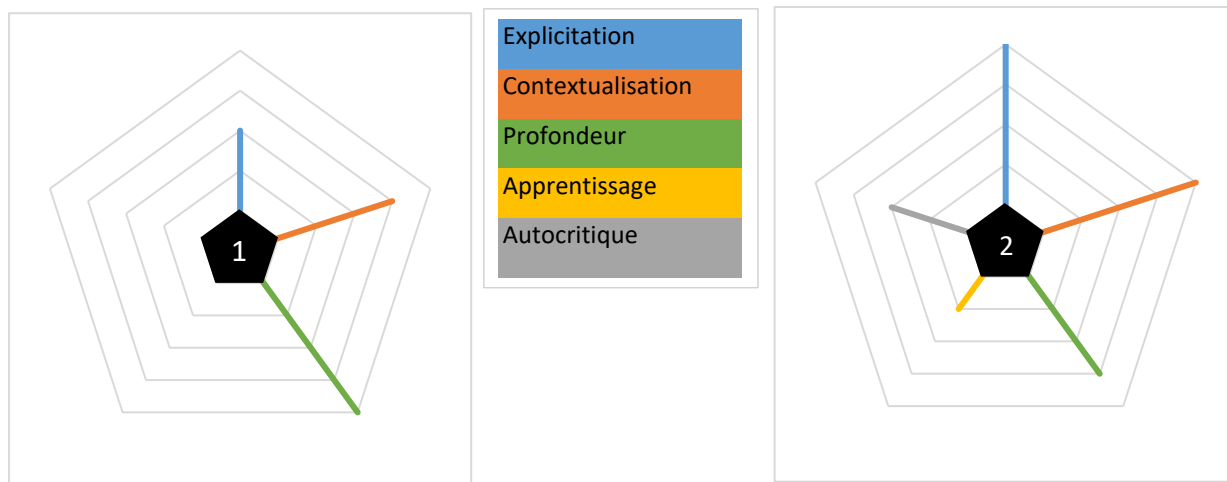 1
Explicitation
Contextualisation
Profondeur
Apprentissage
Autocritique
2